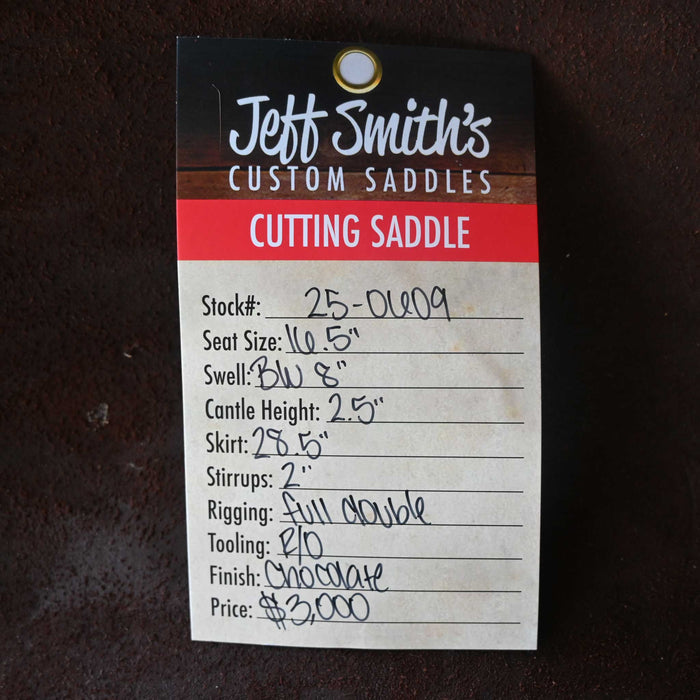 Jeff Smith's
CUSTOM SADDLES
CUTTING SADDLE
Stock#: 25-0609
Seat Size: 16.5"
Swell: BW 8"
Cantle Height: 2.5"
Skirt: 28.5"
Stirrups: 2"
Rigging: full double
Tooling: R/O
Finish: Chocolate
Price: $3,000